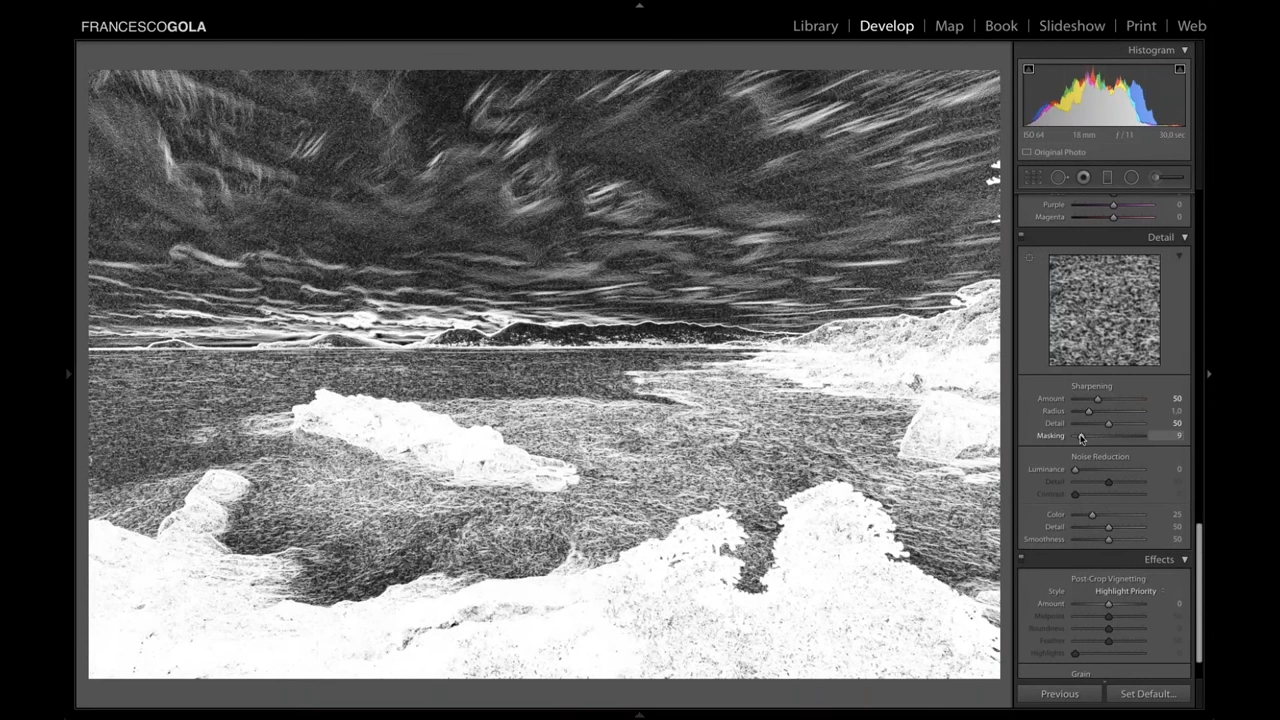 FRANCESCOGOLA
Library | Develop | Map | Book | Slideshow | Print | Web
Histogram
ISO 64 18 mm f / 11 30,0 sec
Original Photo
Purple 0
Magenta 0
Detail
Sharpening
Amount 50
Radius 1,0
Detail 50
Masking 9
Noise Reduction
Luminance 0
Detail
Contrast
Color 25
Detail 50
Smoothness 50
Effects
Post-Crop Vignetting
Style Highlight Priority
Amount 0
Midpoint
Roundness
Feather
Highlights
Grain
Previous Set Default...